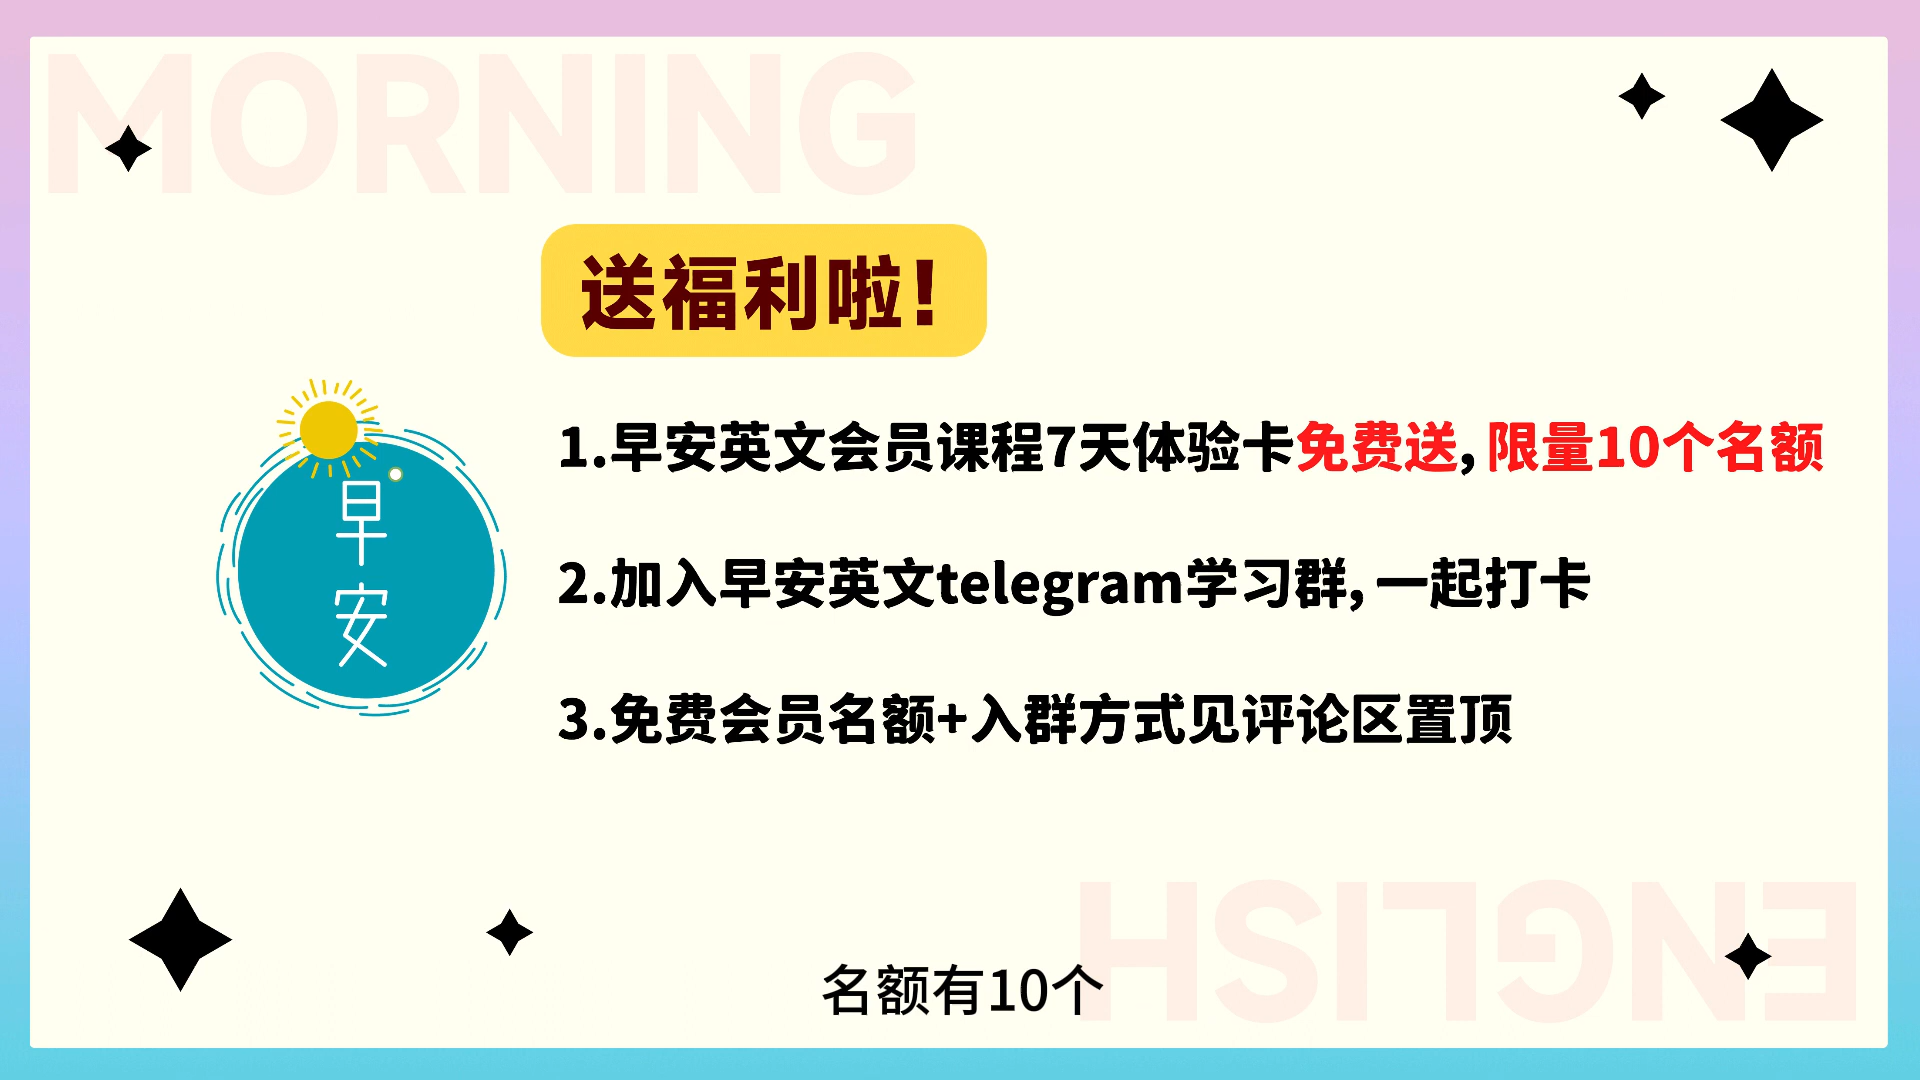 MORNING
送福利啦!
早安
1.早安英文会员课程7天体验卡免费送,限量10个名额
2.加入早安英文telegram学习群,一起打卡
3.免费会员名额+入群方式见评论区置顶
ENGLISH
名额有10个